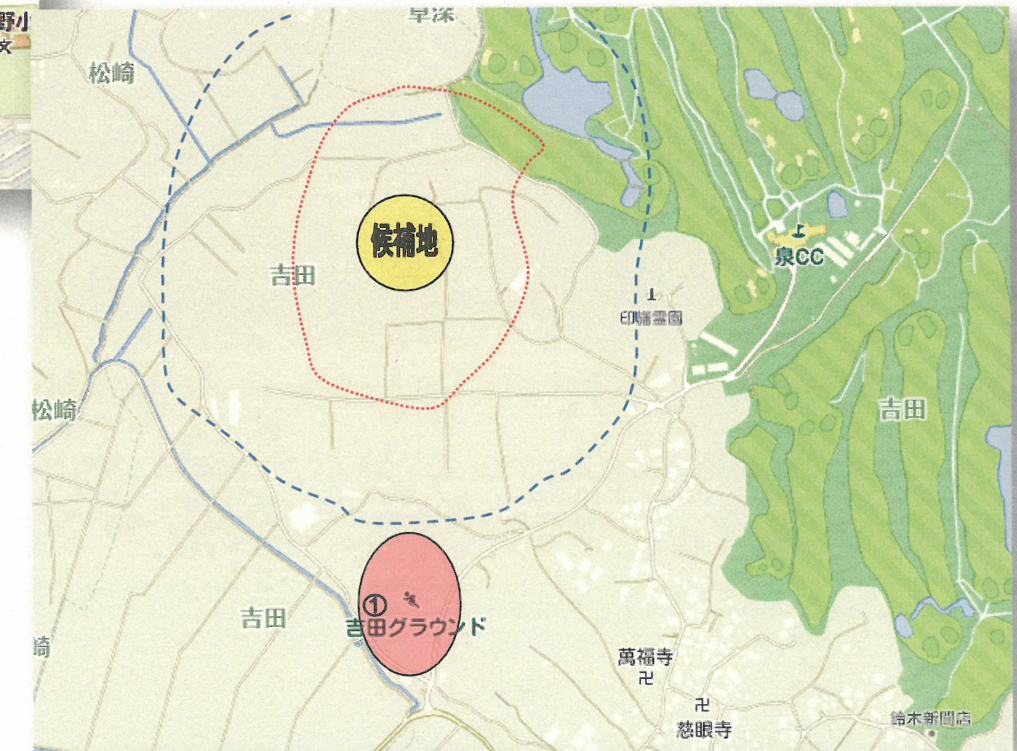 野小
文
草深
松崎
候補地
吉田
泉CC
印旛霊園
松崎
吉田
①
吉田グラウンド
吉田
崎
萬福寺
卍
卍
慈眼寺
鈴木新聞店